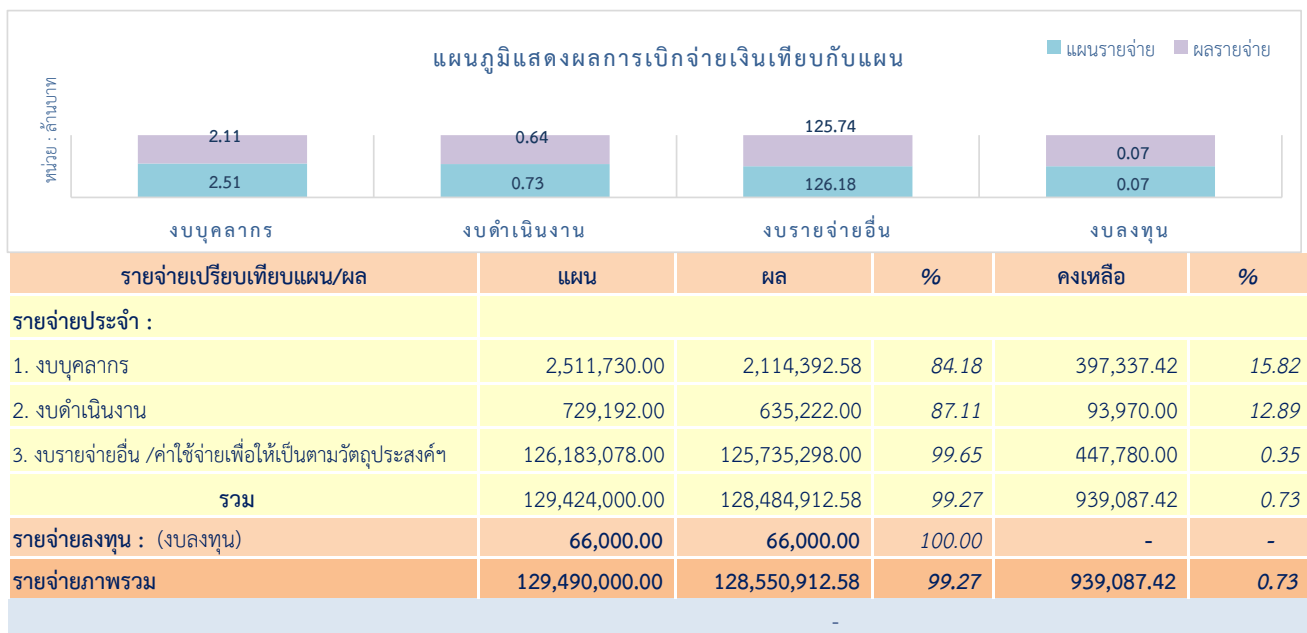 แผนภูมิแสดงผลการเบิกจ่ายเงินเทียบกับแผน
แผนรายจ่าย ผลรายจ่าย
หน่วย : ล้านบาท
2.11 0.64 125.74 0.07
2.51 0.73 126.18 0.07
งบบุคลากร งบดำเนินงาน งบรายจ่ายอื่น งบลงทุน
รายจ่ายเปรียบเทียบแผน/ผล แผน ผล % คงเหลือ %
รายจ่ายประจำ :
1. งบบุคลากร 2,511,730.00 2,114,392.58 84.18 397,337.42 15.82
2. งบดำเนินงาน 729,192.00 635,222.00 87.11 93,970.00 12.89
3. งบรายจ่ายอื่น /ค่าใช้จ่ายเพื่อให้เป็นตามวัตถุประสงค์ฯ 126,183,078.00 125,735,298.00 99.65 447,780.00 0.35
รวม 129,424,000.00 128,484,912.58 99.27 939,087.42 0.73
รายจ่ายลงทุน : (งบลงทุน) 66,000.00 66,000.00 100.00 - -
รายจ่ายภาพรวม 129,490,000.00 128,550,912.58 99.27 939,087.42 0.73
-